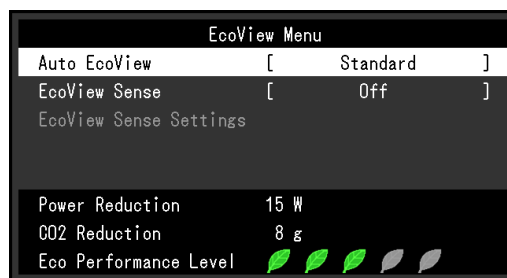 EcoView Menu
Auto EcoView [ Standard ]
EcoView Sense [ Off ]
EcoView Sense Settings
Power Reduction 15 W
CO2 Reduction 8 g
Eco Performance Level